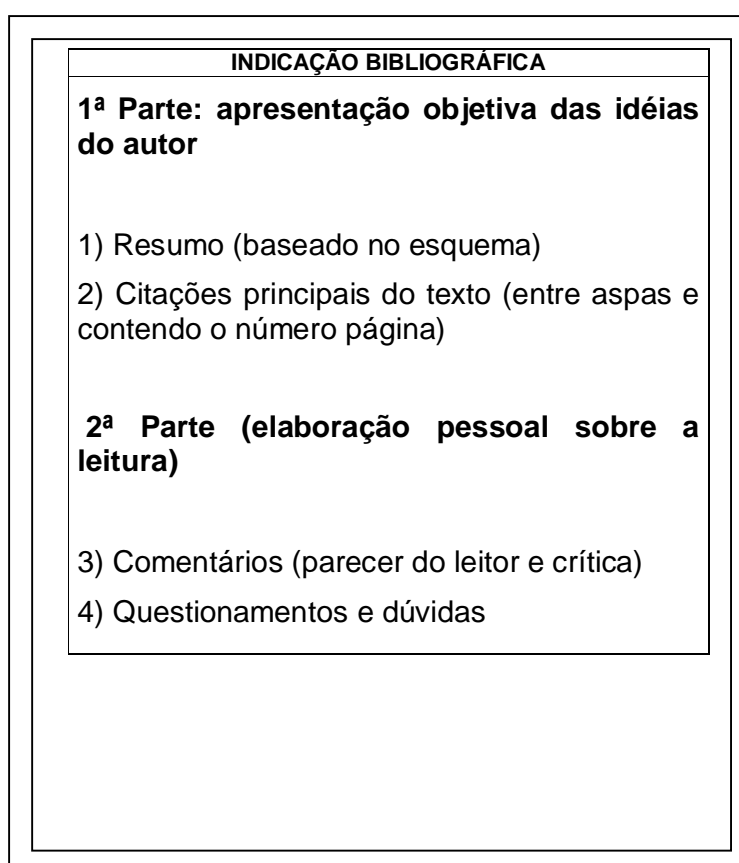 INDICAÇÃO BIBLIOGRÁFICA
1ª Parte: apresentação objetiva das idéias
do autor
1) Resumo (baseado no esquema)
2) Citações principais do texto (entre aspas e
contendo o número página)
2ª Parte (elaboração pessoal sobre a
leitura)
3) Comentários (parecer do leitor e crítica)
4) Questionamentos e dúvidas